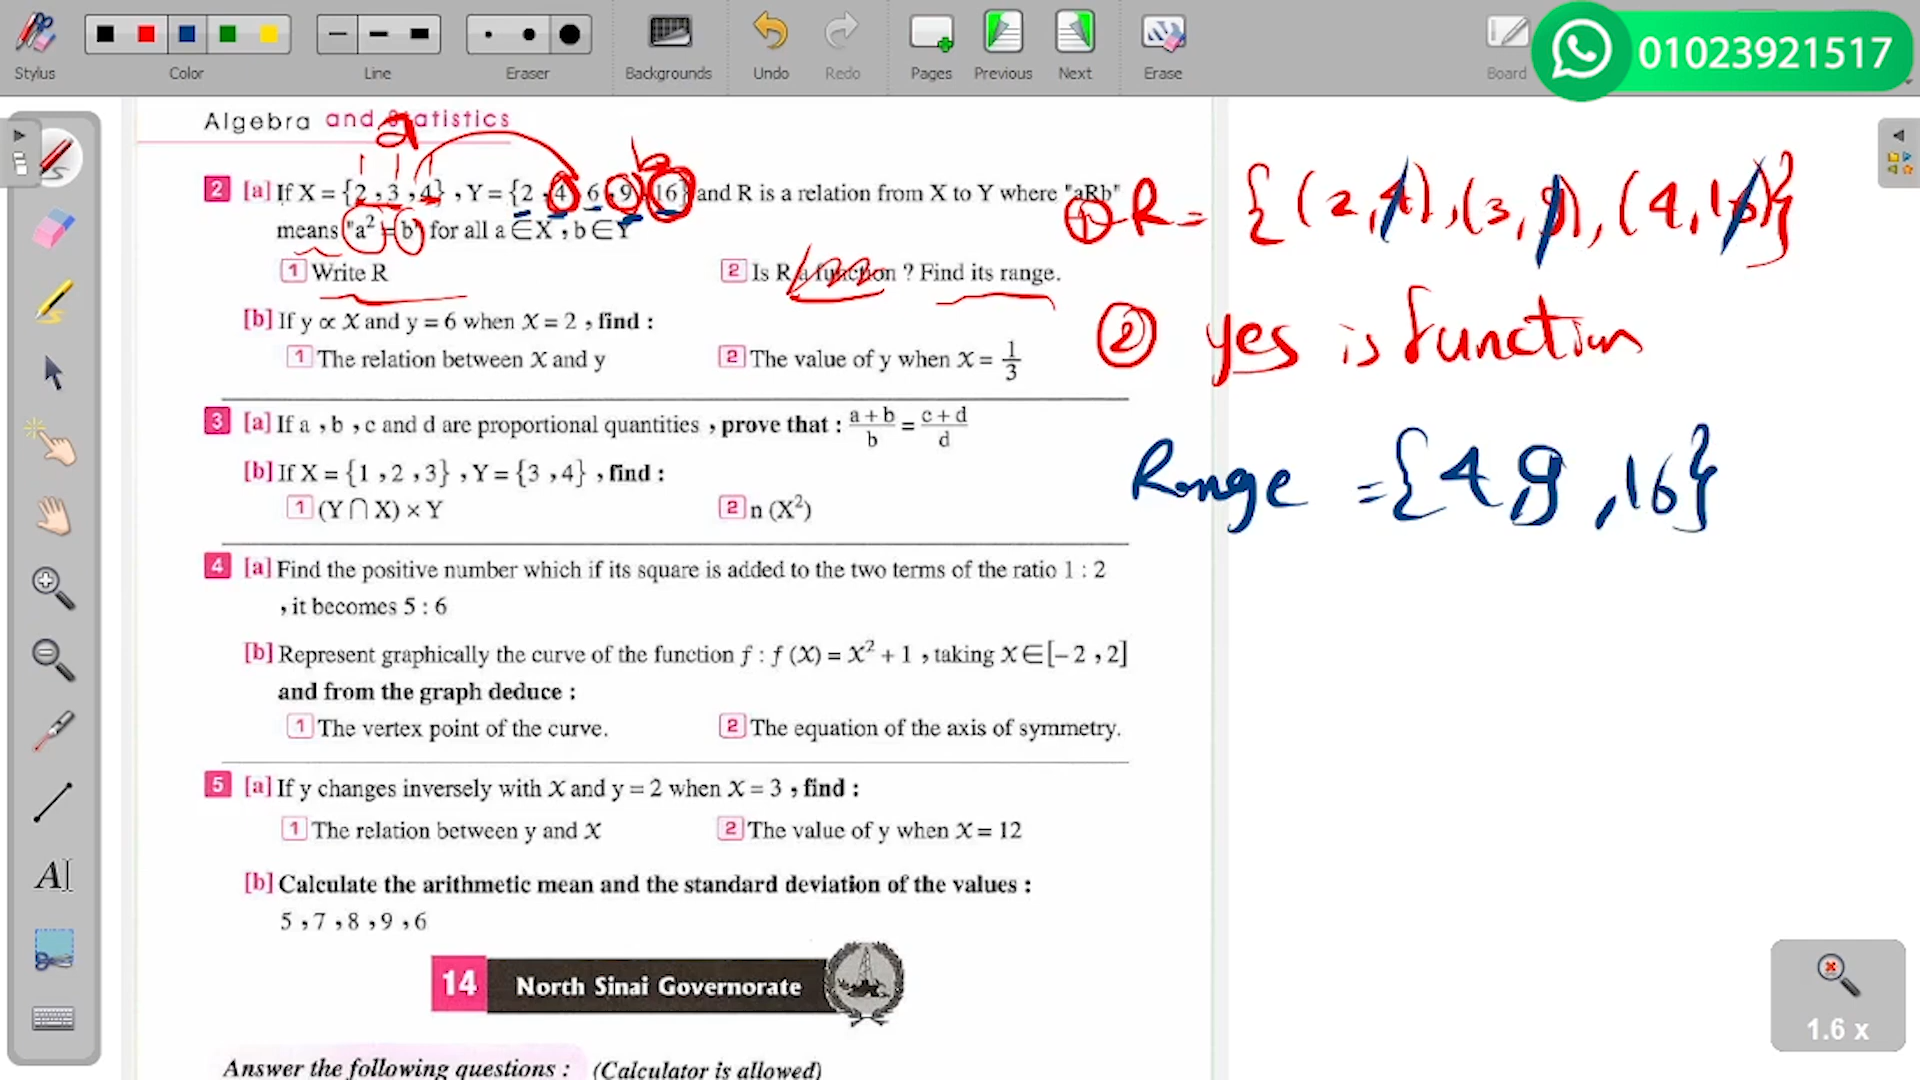 Stylus Color Line Eraser Backgrounds Undo Redo Pages Previous Next Erase Board
01023921517
Algebra and Statistics
a
b
2 [a] If X = {2 , 3 , 4} , Y = {2 , 4 , 6 , 9 , 16} and R is a relation from X to Y where "aRb"
means "a² = b" for all a ∈ X , b ∈ Y
1 Write R
2 Is R a function ? Find its range.
[b] If y ∝ X and y = 6 when X = 2 , find :
1 The relation between X and y
2 The value of y when X = 1/3
3 [a] If a , b , c and d are proportional quantities , prove that : a + b / b = c + d / d
[b] If X = {1 , 2 , 3} , Y = {3 , 4} , find :
1 (Y ∩ X) × Y
2 n (X²)
4 [a] Find the positive number which if its square is added to the two terms of the ratio 1 : 2
, it becomes 5 : 6
[b] Represent graphically the curve of the function f : f (X) = X² + 1 , taking X ∈ [– 2 , 2]
and from the graph deduce :
1 The vertex point of the curve.
2 The equation of the axis of symmetry.
5 [a] If y changes inversely with X and y = 2 when X = 3 , find :
1 The relation between y and X
2 The value of y when X = 12
[b] Calculate the arithmetic mean and the standard deviation of the values :
5 , 7 , 8 , 9 , 6
14 North Sinai Governorate
Answer the following questions : (Calculator is allowed)
① R = {(2,4), (3,9), (4,16)}
② yes is function
Range = {4,9,16}
1.6 x